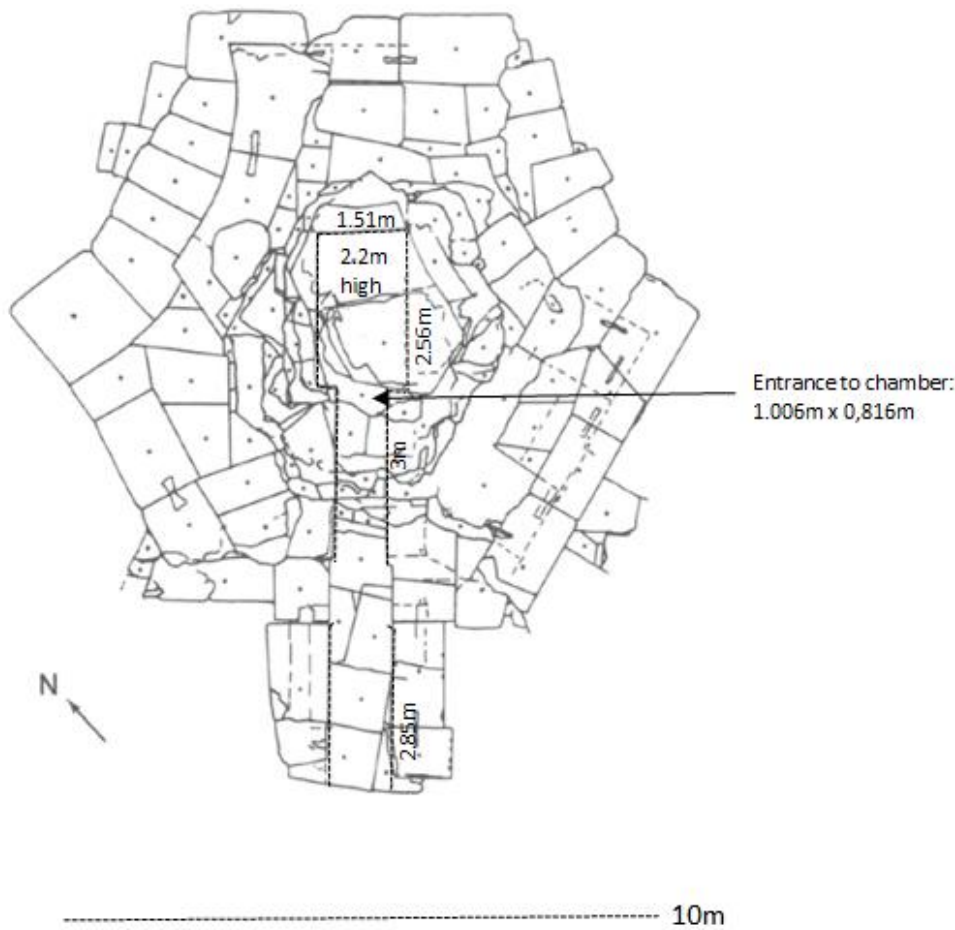 1.51m
2.2m
high
2.56m
Entrance to chamber:
1.006m x 0,816m
3m
N
2.85m
10m